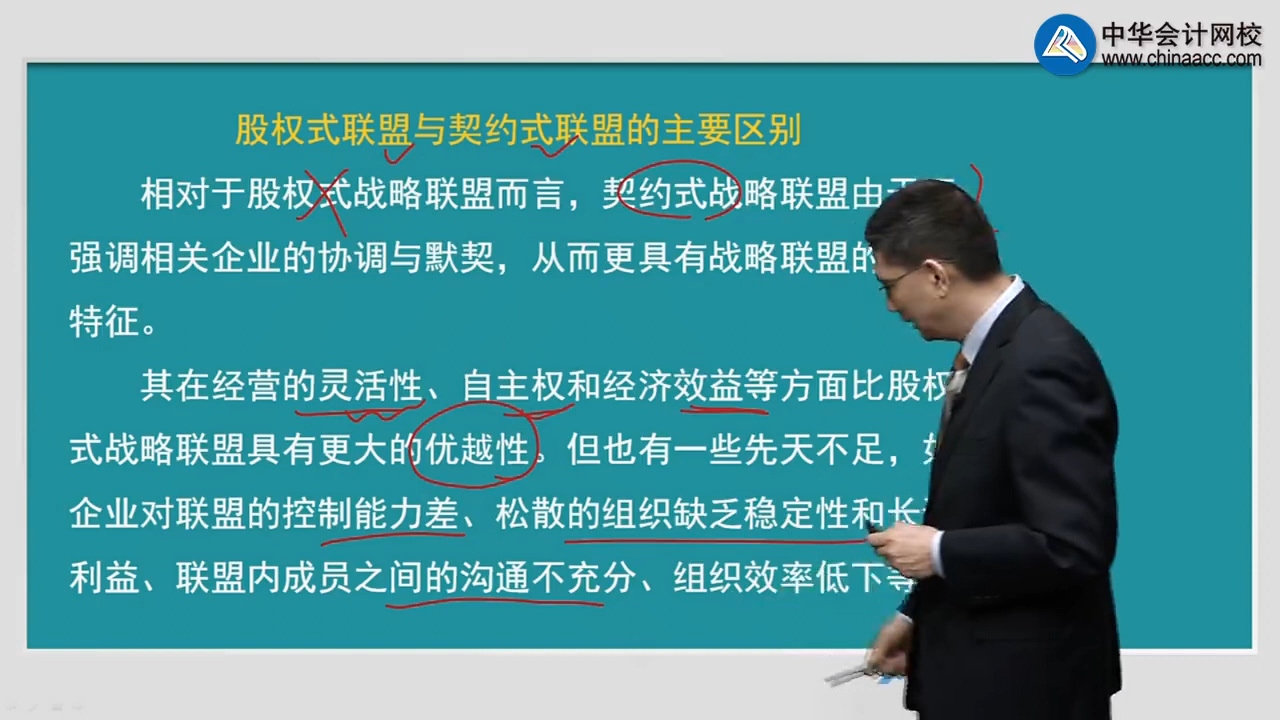 中华会计网校
www.chinaacc.com
股权式联盟与契约式联盟的主要区别
相对于股权式战略联盟而言，契约式战略联盟由于
强调相关企业的协调与默契，从而更具有战略联盟的
特征。
其在经营的灵活性、自主权和经济效益等方面比股权
式战略联盟具有更大的优越性。但也有一些先天不足，如
企业对联盟的控制能力差、松散的组织缺乏稳定性和长
利益、联盟内成员之间的沟通不充分、组织效率低下等